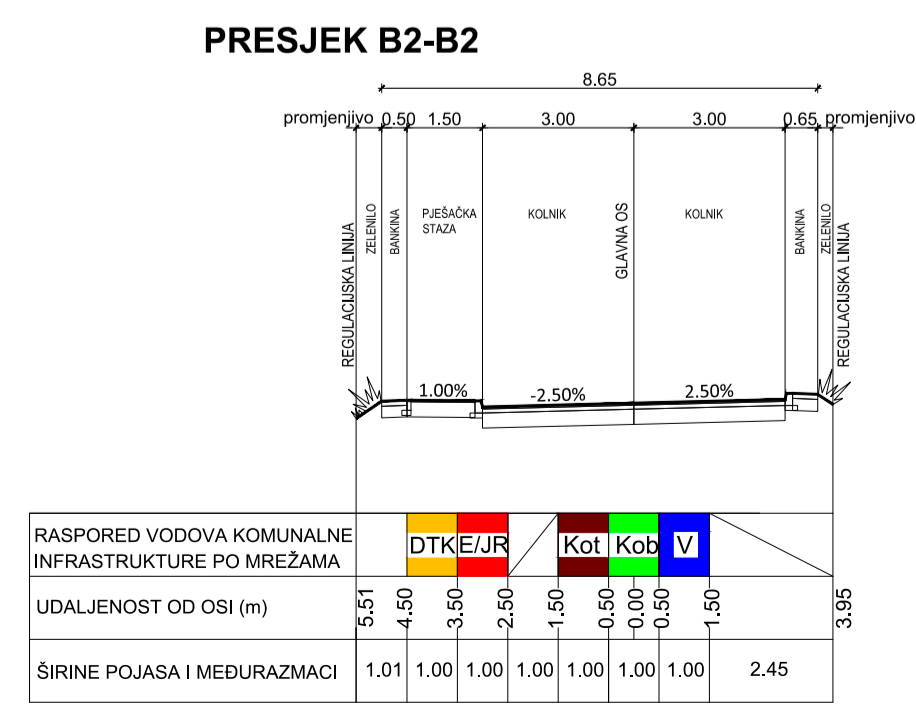 PRESJEK B2-B2
8.65
promjenjivo 0.50 1.50 3.00 3.00 0.65 promjenjivo
REGULACIJSKA LINIJA
ZELENILO
BANKINA
PJEŠAČKA
STAZA
KOLNIK
GLAVNA OS
KOLNIK
BANKINA
ZELENILO
REGULACIJSKA LINIJA
1.00% -2.50% 2.50%
RASPORED VODOVA KOMUNALNE
INFRASTRUKTURE PO MREŽAMA
DTK E/JR Kot Kob V
UDALJENOST OD OSI (m) 5.51 4.50 3.50 2.50 1.50 0.50 0.00 0.50 1.50 3.95
ŠIRINE POJASA I MEĐURAZMACI 1.01 1.00 1.00 1.00 1.00 1.00 1.00 2.45